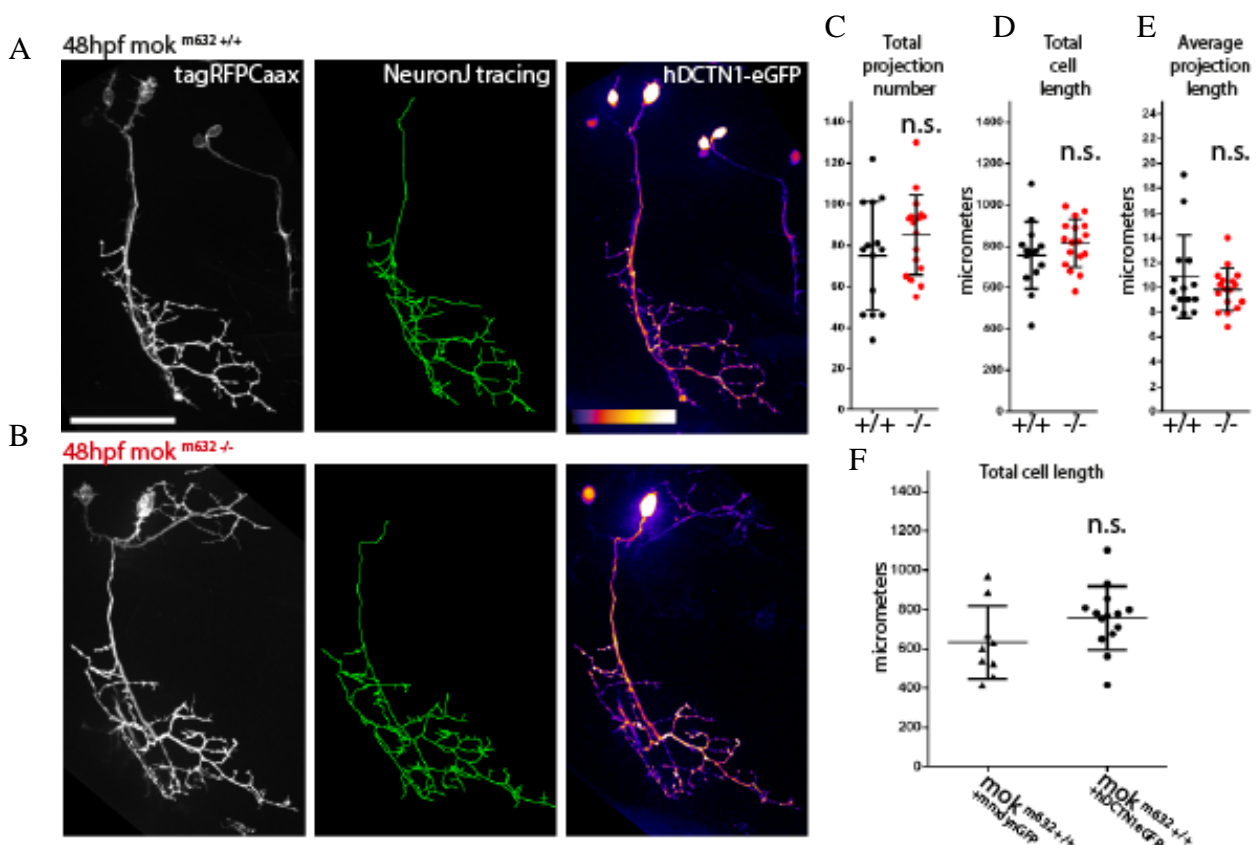 A
48hpf mok m632 +/+
tagRFPCaax
NeuronJ tracing
hDCTN1-eGFP
B
48hpf mok m632 -/-
C
Total
projection
number
n.s.
140
120
100
80
60
40
20
0
+/+ -/-
D
Total
cell
length
n.s.
micrometers
1400
1200
1000
800
600
400
200
0
+/+ -/-
E
Average
projection
length
n.s.
micrometers
24
22
20
18
16
14
12
10
8
6
4
2
0
+/+ -/-
F
Total cell length
n.s.
micrometers
1400
1200
1000
800
600
400
200
0
mok m632 +/+
mok m632 +/+
+hDCTN1eGFP